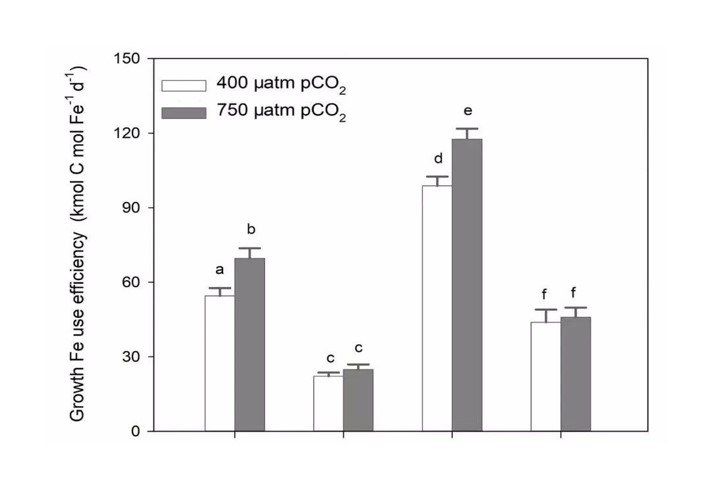 150
400 µatm pCO₂
750 µatm pCO₂
120
90
60
30
0
Growth Fe use efficiency (kmol C mol Fe⁻¹ d⁻¹)
a
b
c
c
d
e
f
f